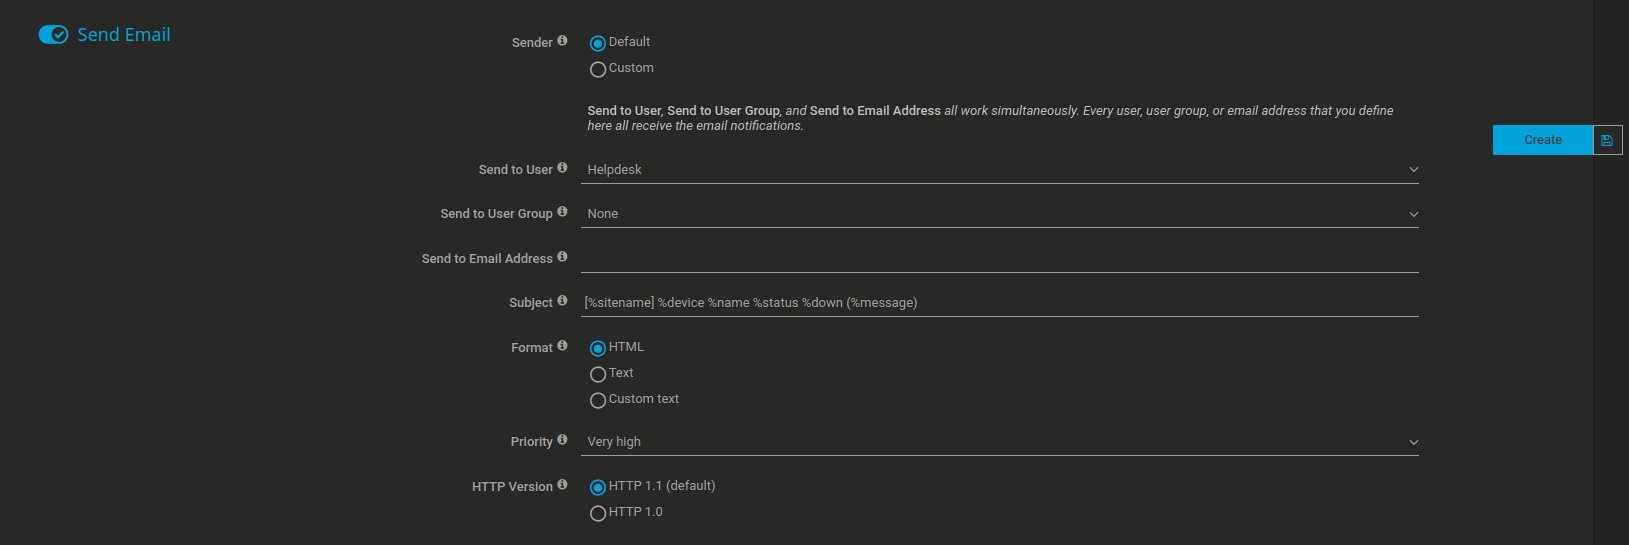 Send Email
Sender
Default
Custom
Send to User, Send to User Group, and Send to Email Address all work simultaneously. Every user, user group, or email address that you define
here all receive the email notifications.
Create
Send to User
Helpdesk
Send to User Group
None
Send to Email Address
Subject
[%sitename] %device %name %status %down (%message)
Format
HTML
Text
Custom text
Priority
Very high
HTTP Version
HTTP 1.1 (default)
HTTP 1.0